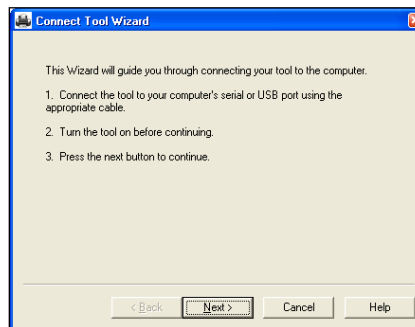 Connect Tool Wizard
This Wizard will guide you through connecting your tool to the computer.
1. Connect the tool to your computer's serial or USB port using the
appropriate cable.
2. Turn the tool on before continuing.
3. Press the next button to continue.
< Back Next > Cancel Help